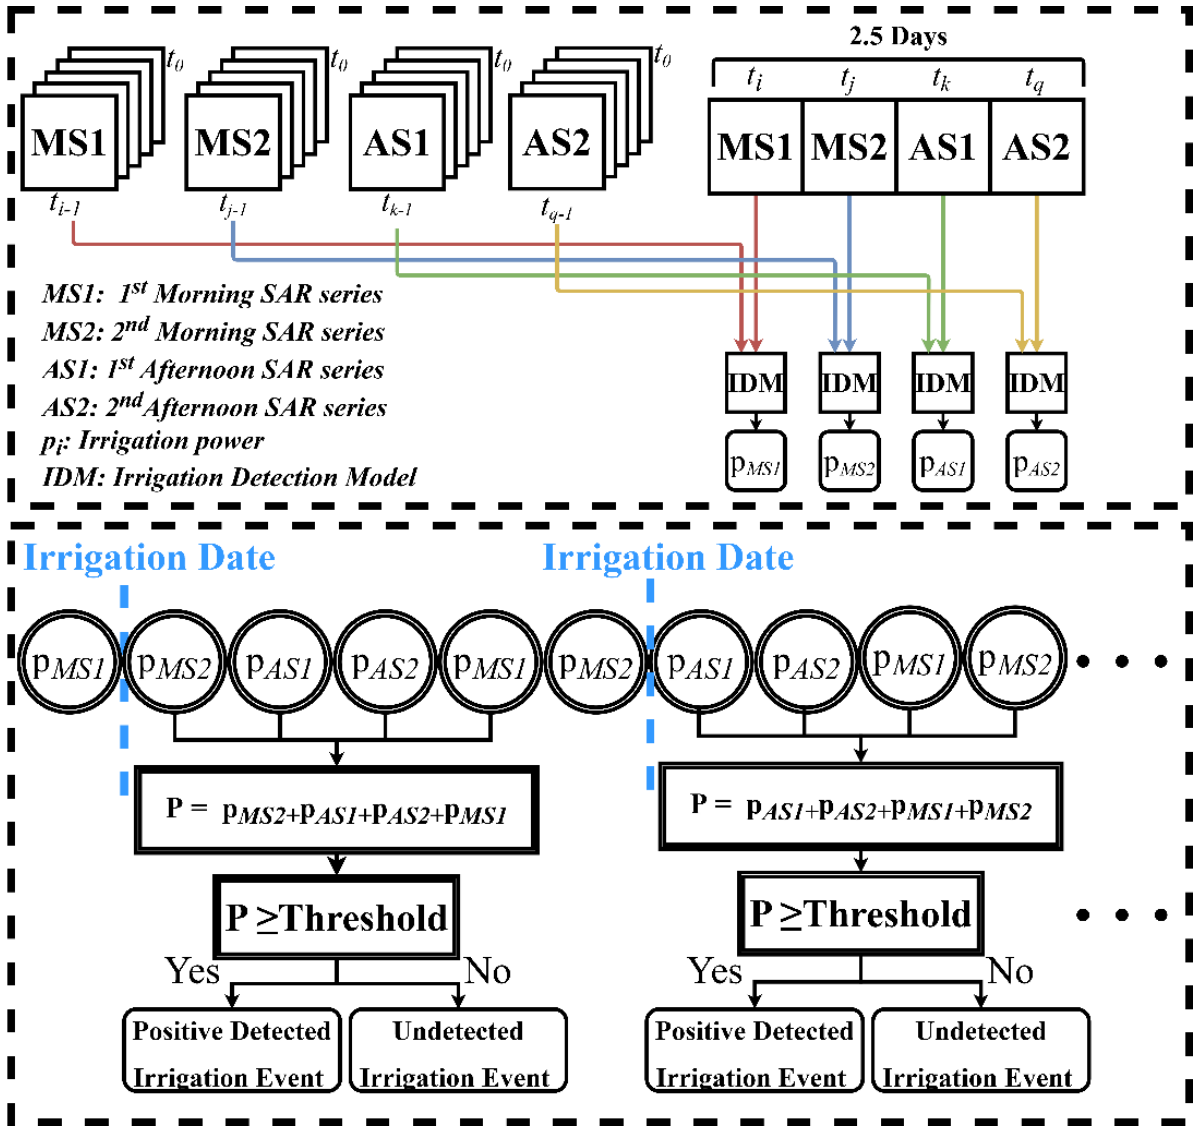 2.5 Days
t0 t0 t0 t0
ti tj tk tq
MS1 MS2 AS1 AS2 MS1 MS2 AS1 AS2
ti-1 tj-1 tk-1 tq-1
MS1: 1st Morning SAR series
MS2: 2nd Morning SAR series
AS1: 1st Afternoon SAR series
AS2: 2nd Afternoon SAR series
pi: Irrigation power
IDM: Irrigation Detection Model
IDM IDM IDM IDM
pMS1 pMS2 pAS1 pAS2
Irrigation Date Irrigation Date
pMS1 pMS2 pAS1 pAS2 pMS1 pMS2 pAS1 pAS2 pMS1 pMS2 • • •
P = pMS2+pAS1+pAS2+pMS1
P = pAS1+pAS2+pMS1+pMS2
P ≥Threshold P ≥Threshold • • •
Yes No Yes No
Positive Detected
Irrigation Event
Undetected
Irrigation Event
Positive Detected
Irrigation Event
Undetected
Irrigation Event